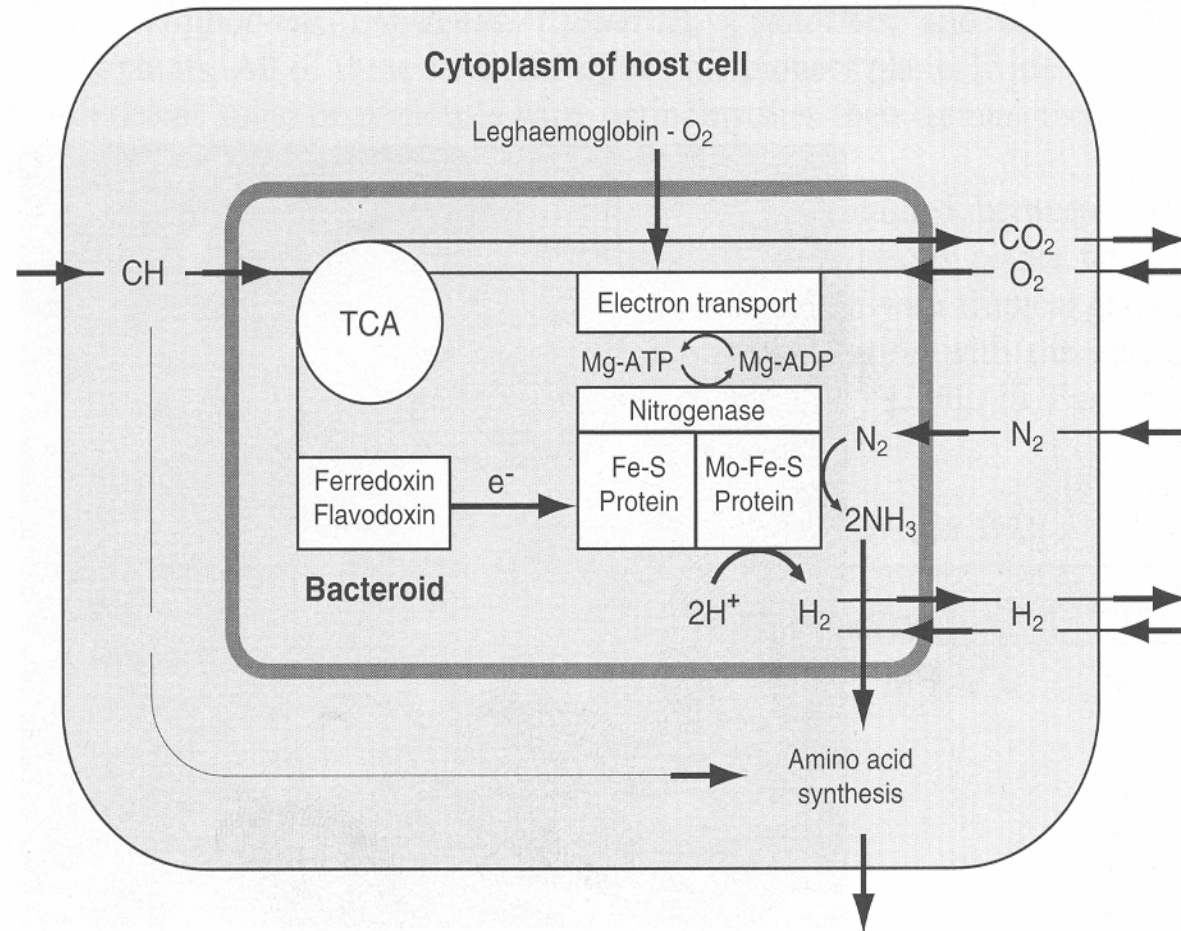 Cytoplasm of host cell
Leghaemoglobin - O₂
CO₂
CH
O₂
TCA
Electron transport
Mg-ATP
Mg-ADP
Nitrogenase
N₂
N₂
Fe-S
Protein
Mo-Fe-S
Protein
Ferredoxin
Flavodoxin
e⁻
2NH₃
Bacteroid
2H⁺
H₂
H₂
Amino acid
synthesis